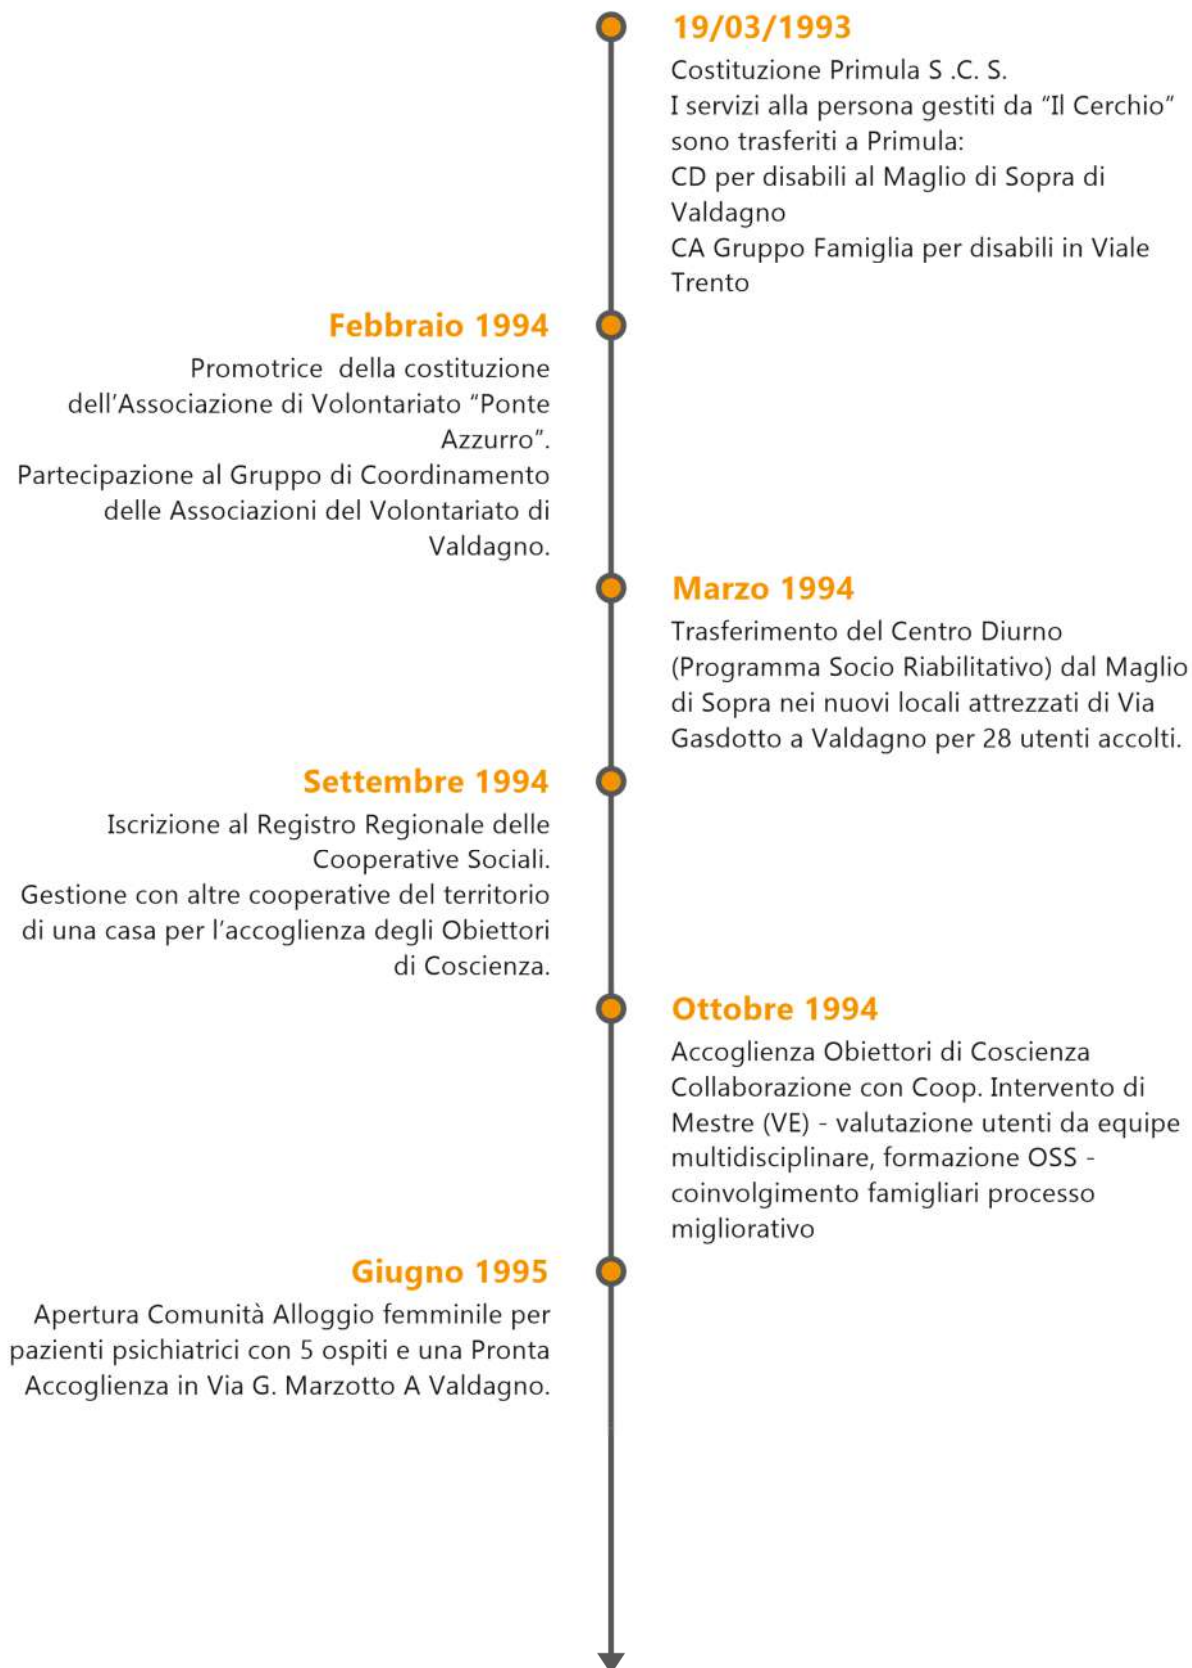 19/03/1993
Costituzione Primula S .C. S.
I servizi alla persona gestiti da “Il Cerchio”
sono trasferiti a Primula:
CD per disabili al Maglio di Sopra di
Valdagno
CA Gruppo Famiglia per disabili in Viale
Trento
Febbraio 1994
Promotrice della costituzione
dell’Associazione di Volontariato “Ponte
Azzurro”.
Partecipazione al Gruppo di Coordinamento
delle Associazioni del Volontariato di
Valdagno.
Marzo 1994
Trasferimento del Centro Diurno
(Programma Socio Riabilitativo) dal Maglio
di Sopra nei nuovi locali attrezzati di Via
Gasdotto a Valdagno per 28 utenti accolti.
Settembre 1994
Iscrizione al Registro Regionale delle
Cooperative Sociali.
Gestione con altre cooperative del territorio
di una casa per l’accoglienza degli Obiettori
di Coscienza.
Ottobre 1994
Accoglienza Obiettori di Coscienza
Collaborazione con Coop. Intervento di
Mestre (VE) - valutazione utenti da equipe
multidisciplinare, formazione OSS -
coinvolgimento famigliari processo
migliorativo
Giugno 1995
Apertura Comunità Alloggio femminile per
pazienti psichiatrici con 5 ospiti e una Pronta
Accoglienza in Via G. Marzotto A Valdagno.